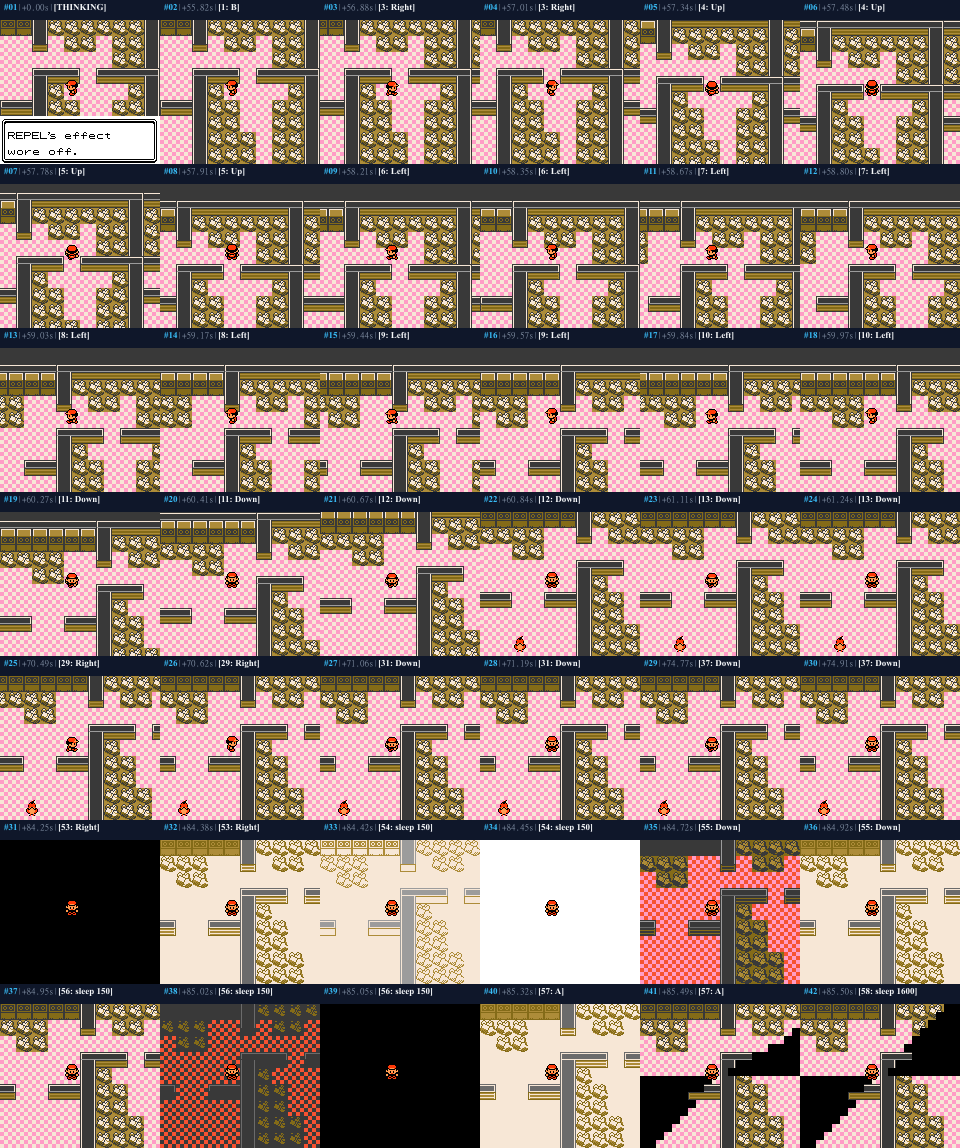 #01|+0.00s| [THINKING] #02|+55.82s| [1: B] #03|+56.88s| [3: Right] #04|+57.01s| [3: Right] #05|+57.34s| [4: Up] #06|+57.48s| [4: Up]
REPEL's effect
wore off.
#07|+57.78s| [5: Up] #08|+57.91s| [5: Up] #09|+58.21s| [6: Left] #10|+58.35s| [6: Left] #11|+58.67s| [7: Left] #12|+58.80s| [7: Left]
#13|+59.03s| [8: Left] #14|+59.17s| [8: Left] #15|+59.44s| [9: Left] #16|+59.57s| [9: Left] #17|+59.84s| [10: Left] #18|+59.97s| [10: Left]
#19|+60.27s| [11: Down] #20|+60.41s| [11: Down] #21|+60.67s| [12: Down] #22|+60.84s| [12: Down] #23|+61.11s| [13: Down] #24|+61.24s| [13: Down]
#25|+70.49s| [29: Right] #26|+70.62s| [29: Right] #27|+71.06s| [31: Down] #28|+71.19s| [31: Down] #29|+74.77s| [37: Down] #30|+74.91s| [37: Down]
#31|+84.25s| [53: Right] #32|+84.38s| [53: Right] #33|+84.42s| [54: sleep 150] #34|+84.45s| [54: sleep 150] #35|+84.72s| [55: Down] #36|+84.92s| [55: Down]
#37|+84.95s| [56: sleep 150] #38|+85.02s| [56: sleep 150] #39|+85.05s| [56: sleep 150] #40|+85.32s| [57: A] #41|+85.49s| [57: A] #42|+85.50s| [58: sleep 1600]